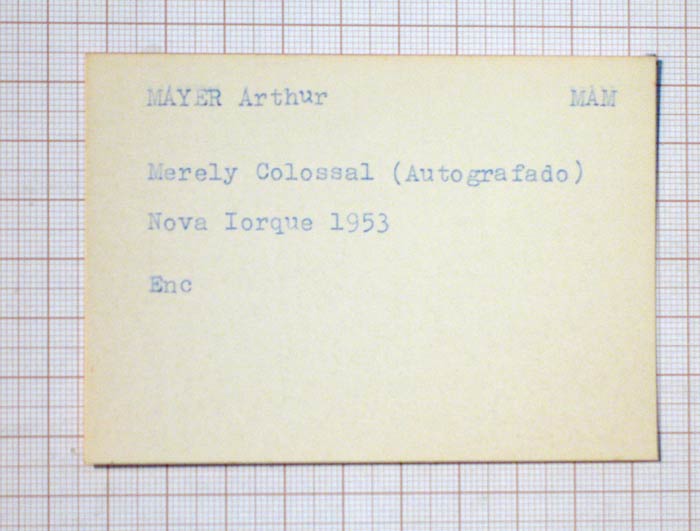 MAYER Arthur MAM
Merely Colossal (Autografado)
Nova Iorque 1953
Enc